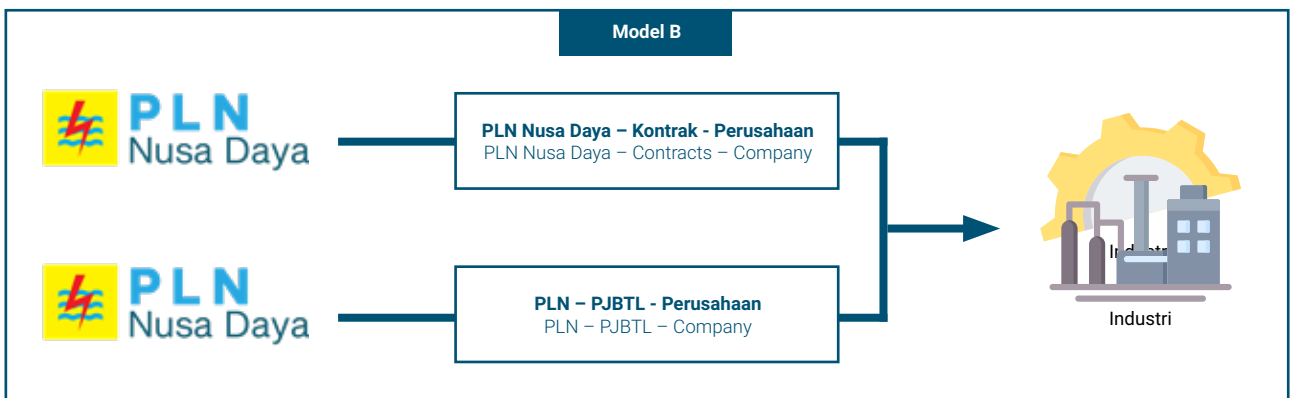 Model B
PLN
Nusa Daya
PLN Nusa Daya – Kontrak - Perusahaan
PLN Nusa Daya – Contracts – Company
PLN
Nusa Daya
PLN – PJBTL - Perusahaan
PLN – PJBTL – Company
Industri